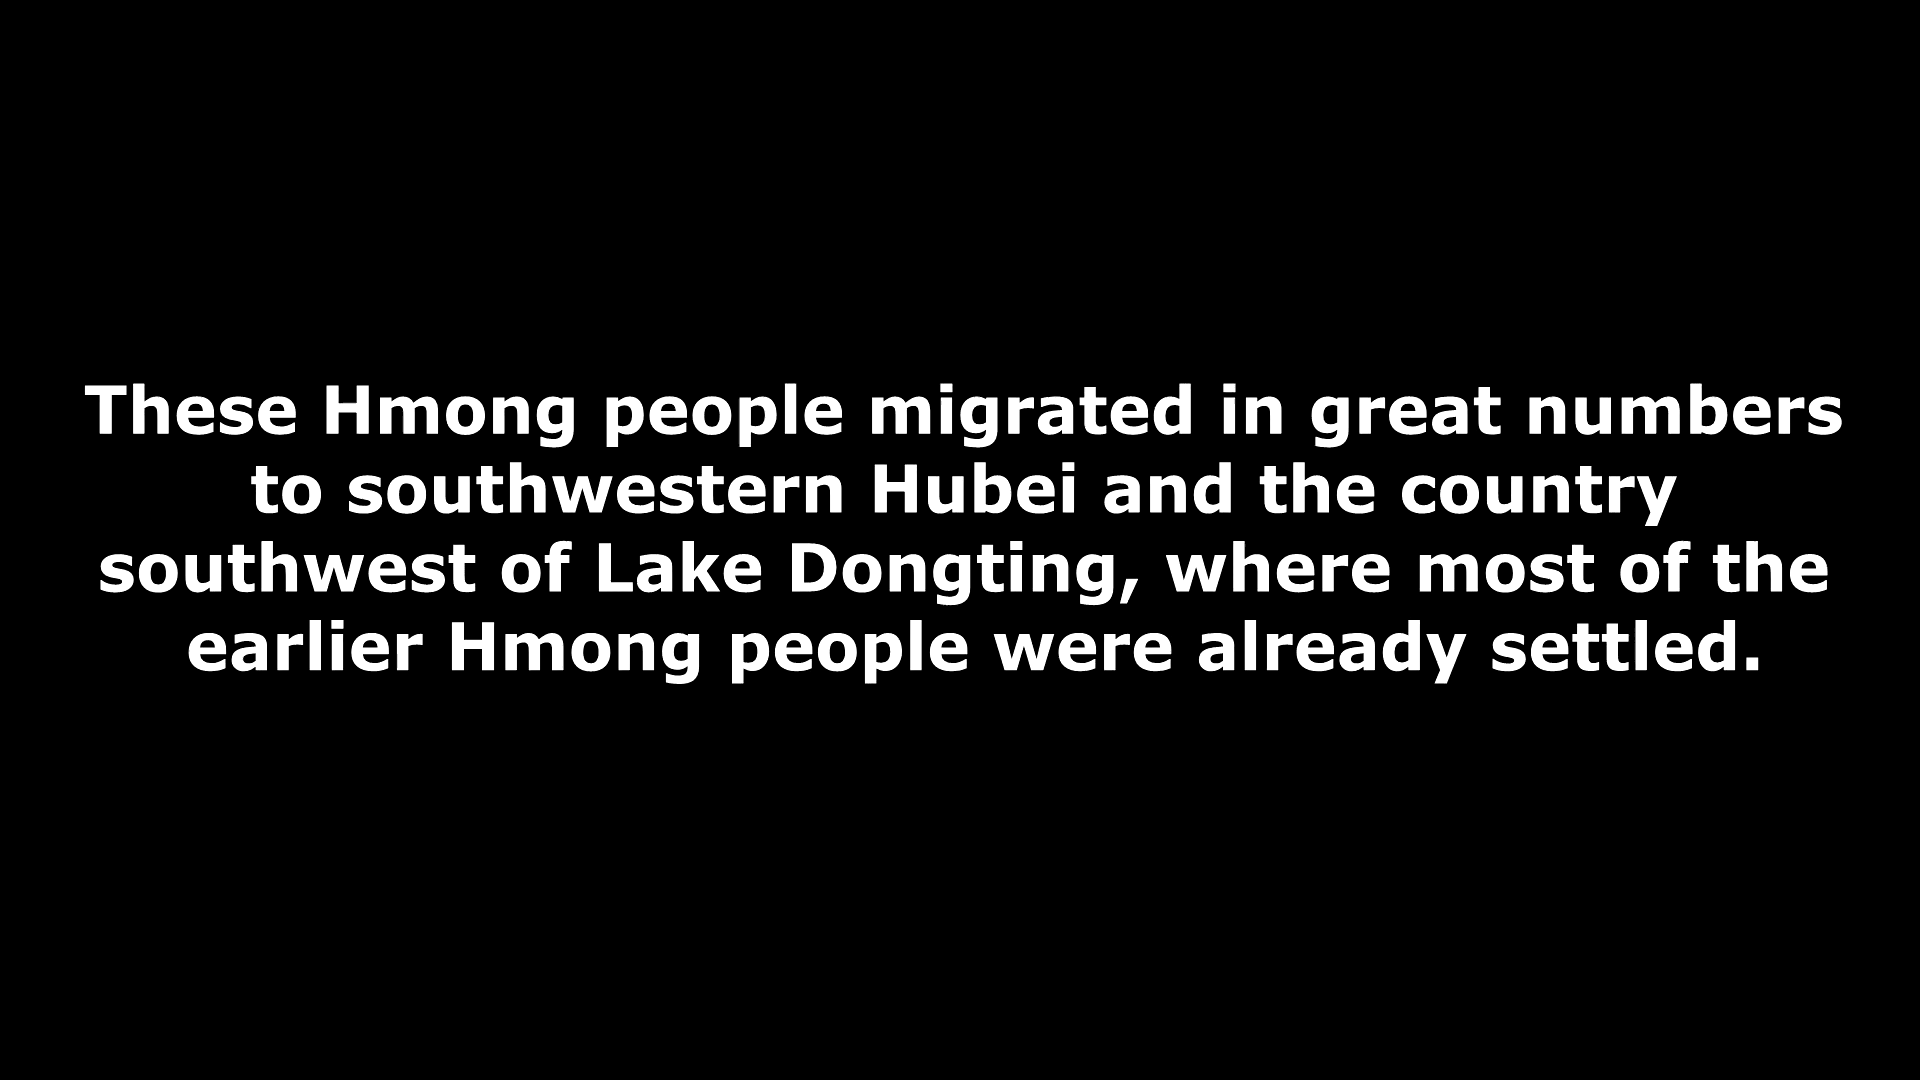 These Hmong people migrated in great numbers
to southwestern Hubei and the country
southwest of Lake Dongting, where most of the
earlier Hmong people were already settled.